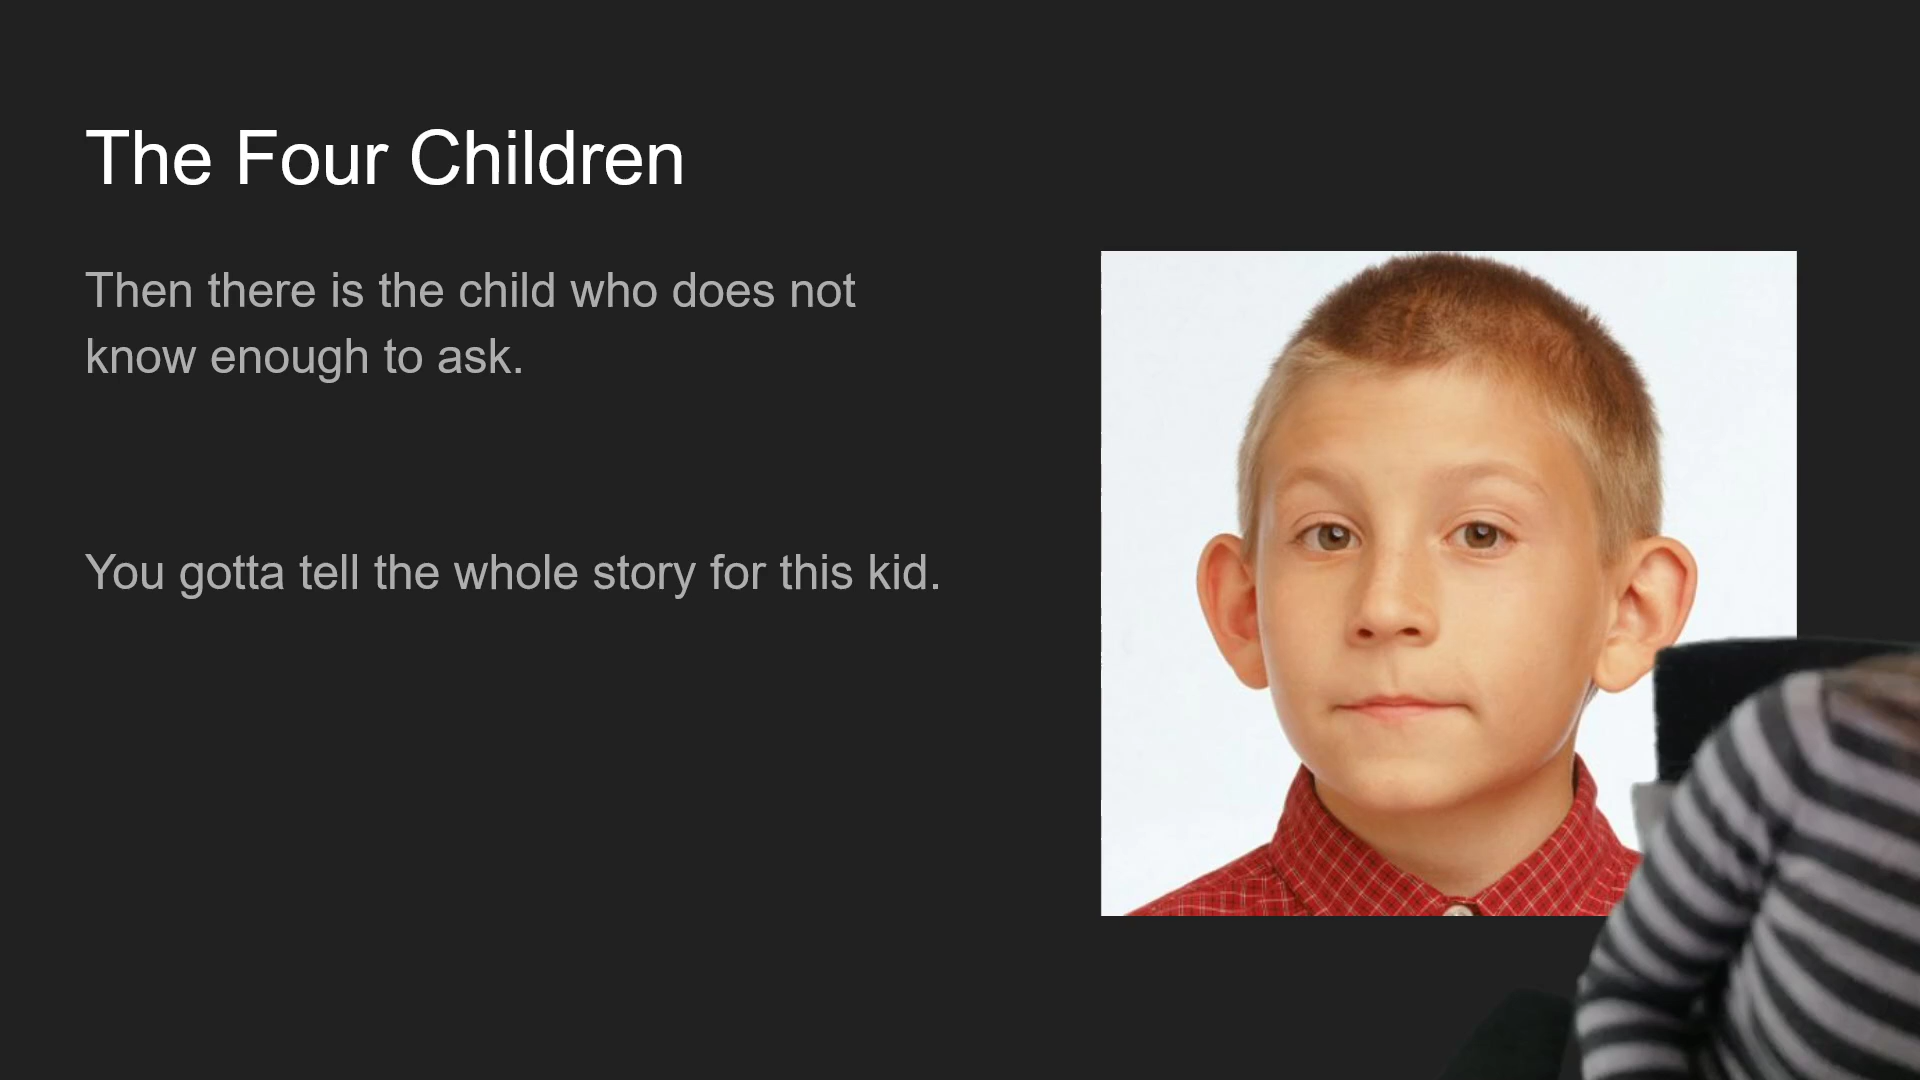 The Four Children
Then there is the child who does not
know enough to ask.
You gotta tell the whole story for this kid.